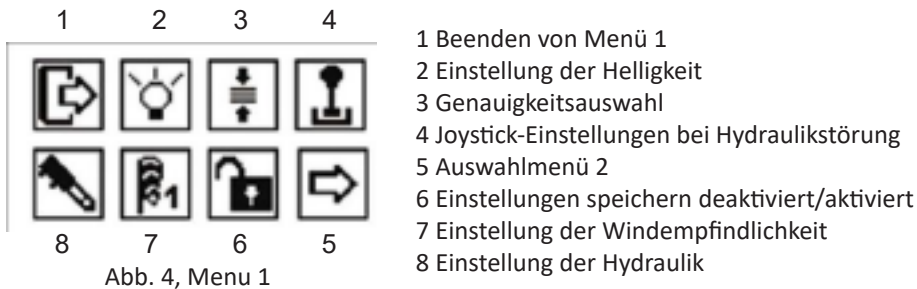 1 2 3 4
1
8 7 6 5
Abb. 4, Menu 1
1 Beenden von Menü 1
2 Einstellung der Helligkeit
3 Genauigkeitsauswahl
4 Joystick-Einstellungen bei Hydraulikstörung
5 Auswahlmenü 2
6 Einstellungen speichern deaktiviert/aktiviert
7 Einstellung der Windempfindlichkeit
8 Einstellung der Hydraulik